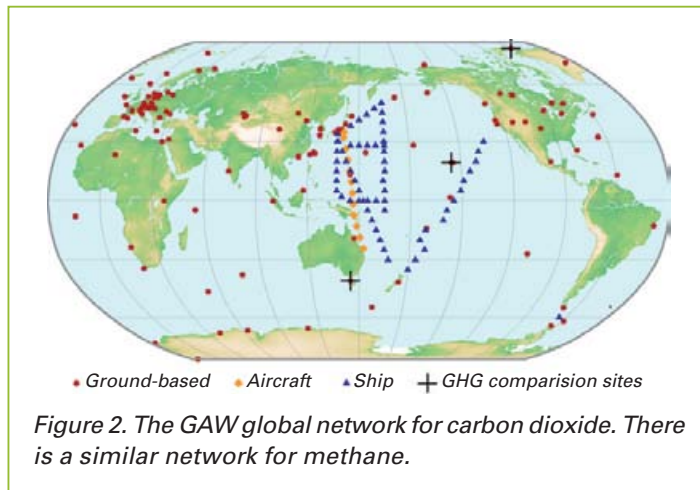 Ground-based Aircraft Ship GHG comparision sites
Figure 2. The GAW global network for carbon dioxide. There
is a similar network for methane.